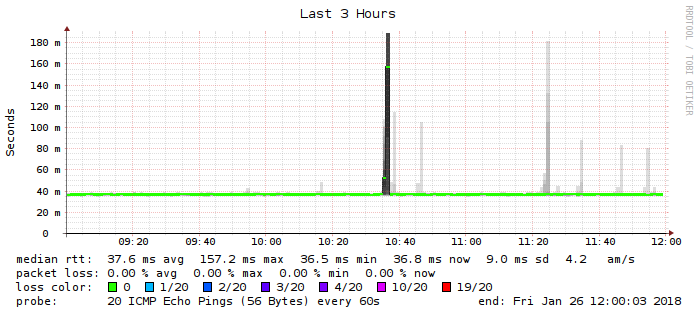 Last 3 Hours
RRDTOOL / TOBI OETIKER
Seconds
180 m
160 m
140 m
120 m
100 m
80 m
60 m
40 m
20 m
0
09:20 09:40 10:00 10:20 10:40 11:00 11:20 11:40 12:00
median rtt: 37.6 ms avg 157.2 ms max 36.5 ms min 36.8 ms now 9.0 ms sd 4.2 am/s
packet loss: 0.00 % avg 0.00 % max 0.00 % min 0.00 % now
loss color: 0 1/20 2/20 3/20 4/20 10/20 19/20
probe: 20 ICMP Echo Pings (56 Bytes) every 60s end: Fri Jan 26 12:00:03 2018